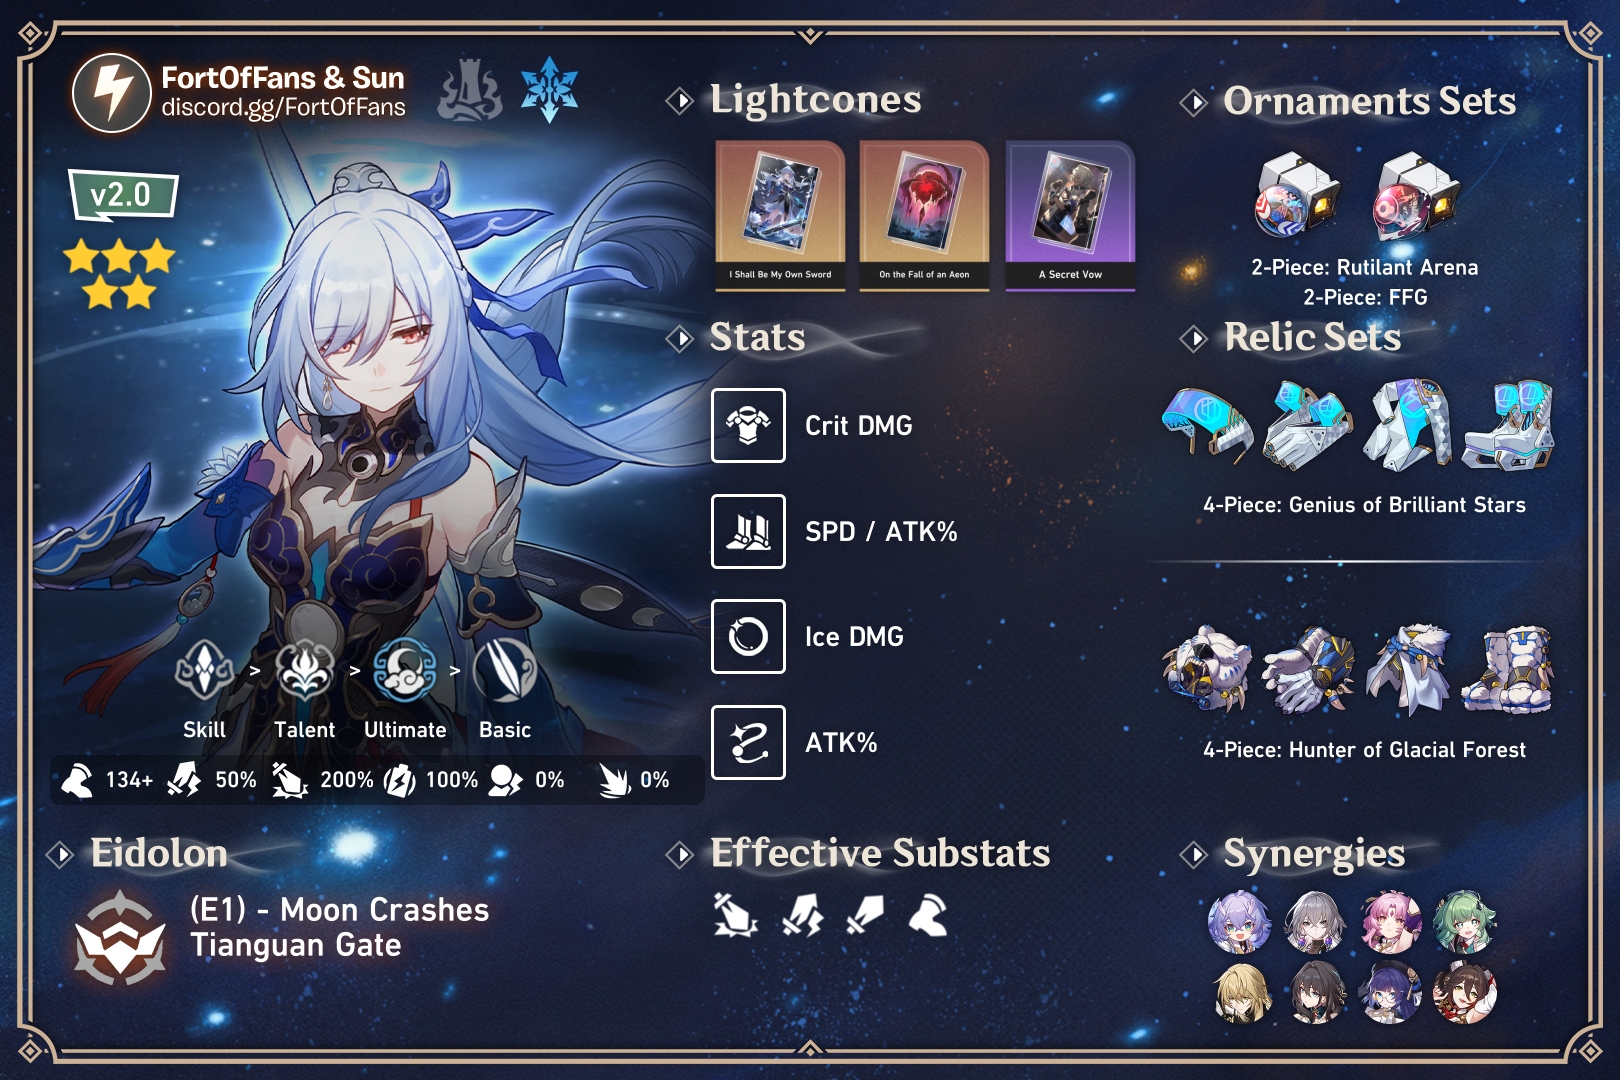 FortOfFans & Sun
discord.gg/FortOfFans
v2.0
Skill
>
Talent
>
Ultimate
>
Basic
134+
50%
200%
100%
0%
0%
Eidolon
(E1) - Moon Crashes
Tianguan Gate
Lightcones
I Shall Be My Own Sword
On the Fall of an Aeon
A Secret Vow
Stats
Crit DMG
SPD / ATK%
Ice DMG
ATK%
Effective Substats
Ornaments Sets
2-Piece: Rutilant Arena
2-Piece: FFG
Relic Sets
4-Piece: Genius of Brilliant Stars
4-Piece: Hunter of Glacial Forest
Synergies